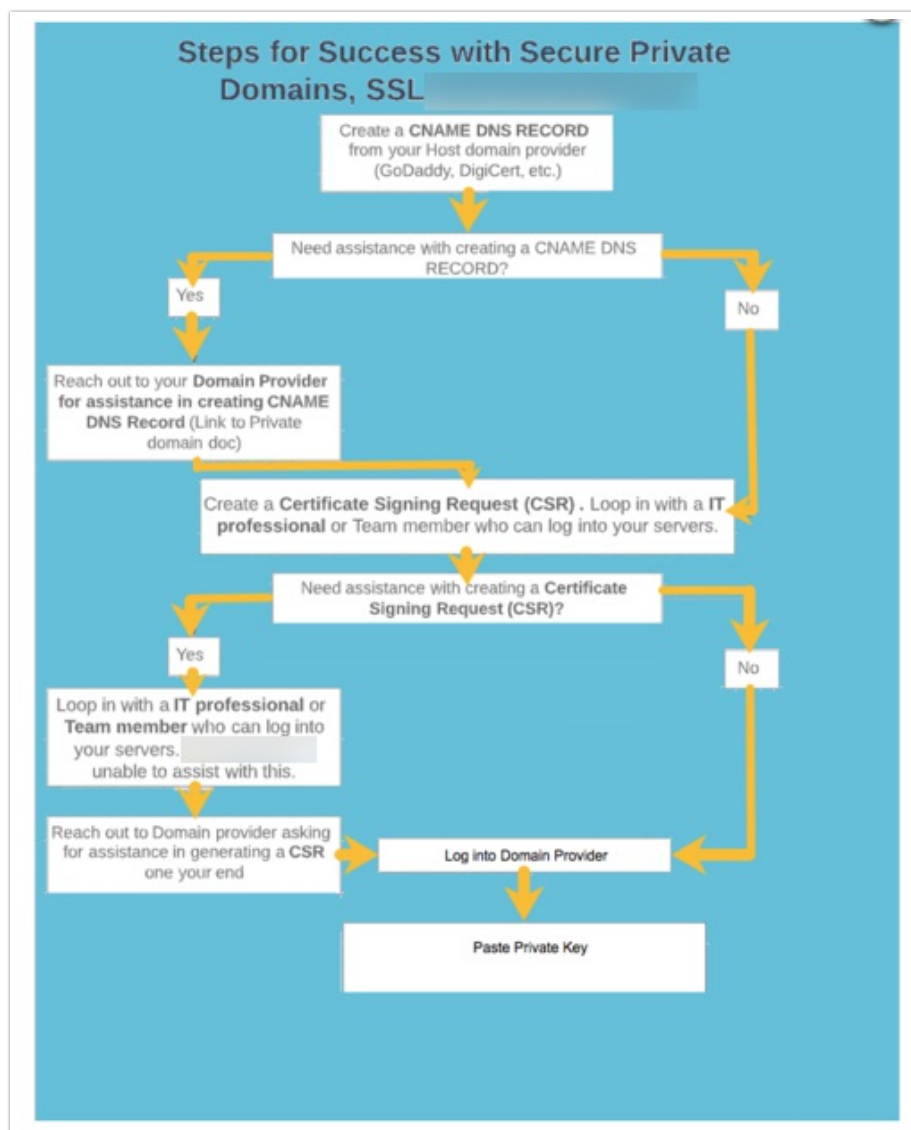 Steps for Success with Secure Private
Domains, SSL
Create a CNAME DNS RECORD
from your Host domain provider
(GoDaddy, DigiCert, etc.)
Need assistance with creating a CNAME DNS
RECORD?
Yes
No
Reach out to your Domain Provider
for assistance in creating CNAME
DNS Record (Link to Private
domain doc)
Create a Certificate Signing Request (CSR) . Loop in with a IT
professional or Team member who can log into your servers.
Need assistance with creating a Certificate
Signing Request (CSR)?
Yes
No
Loop in with a IT professional or
Team member who can log into
your servers.
unable to assist with this.
Reach out to Domain provider asking
for assistance in generating a CSR
one your end
Log into Domain Provider
Paste Private Key